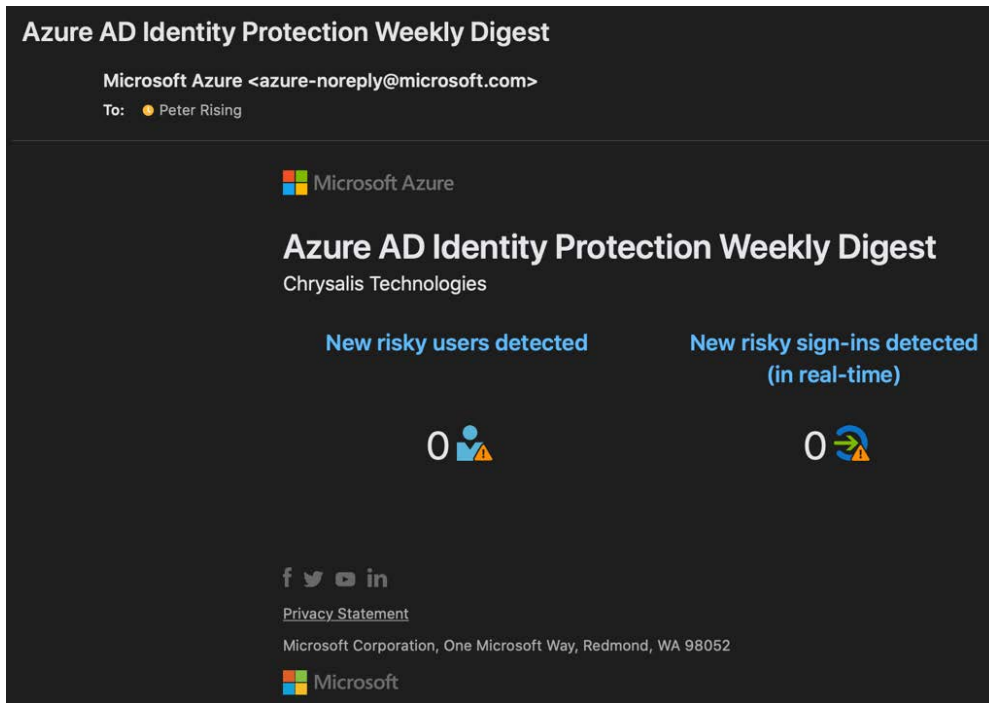 Azure AD Identity Protection Weekly Digest
Microsoft Azure <azure-noreply@microsoft.com>
To: Peter Rising
Microsoft Azure
Azure AD Identity Protection Weekly Digest
Chrysalis Technologies
New risky users detected
New risky sign-ins detected
(in real-time)
0
0
Privacy Statement
Microsoft Corporation, One Microsoft Way, Redmond, WA 98052
Microsoft